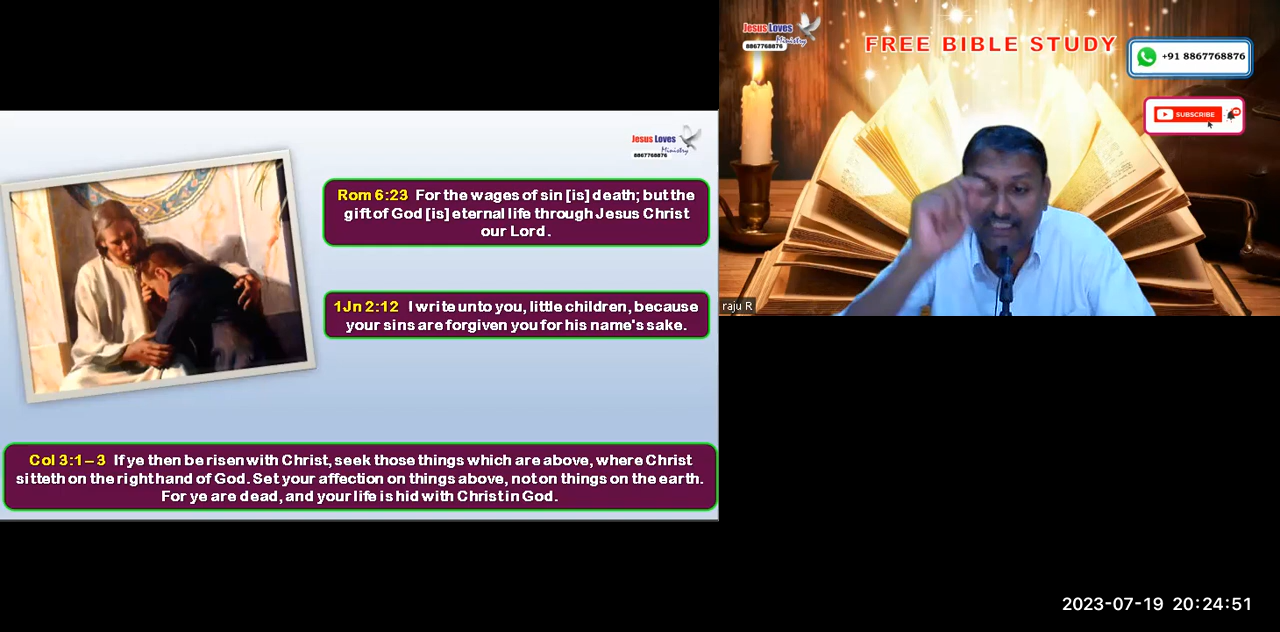 Jesus Loves
Ministry
8867768876
Rom 6:23 For the wages of sin [is] death; but the
gift of God [is] eternal life through Jesus Christ
our Lord.
1Jn 2:12 I write unto you, little children, because
your sins are forgiven you for his name's sake.
Col 3:1–3 If ye then be risen with Christ, seek those things which are above, where Christ
sitteth on the right hand of God. Set your affection on things above, not on things on the earth.
For ye are dead, and your life is hid with Christ in God.
Jesus Loves
Ministry
8867768876
FREE BIBLE STUDY
+91 8867768876
SUBSCRIBE
raju R
2023-07-19 20:24:51